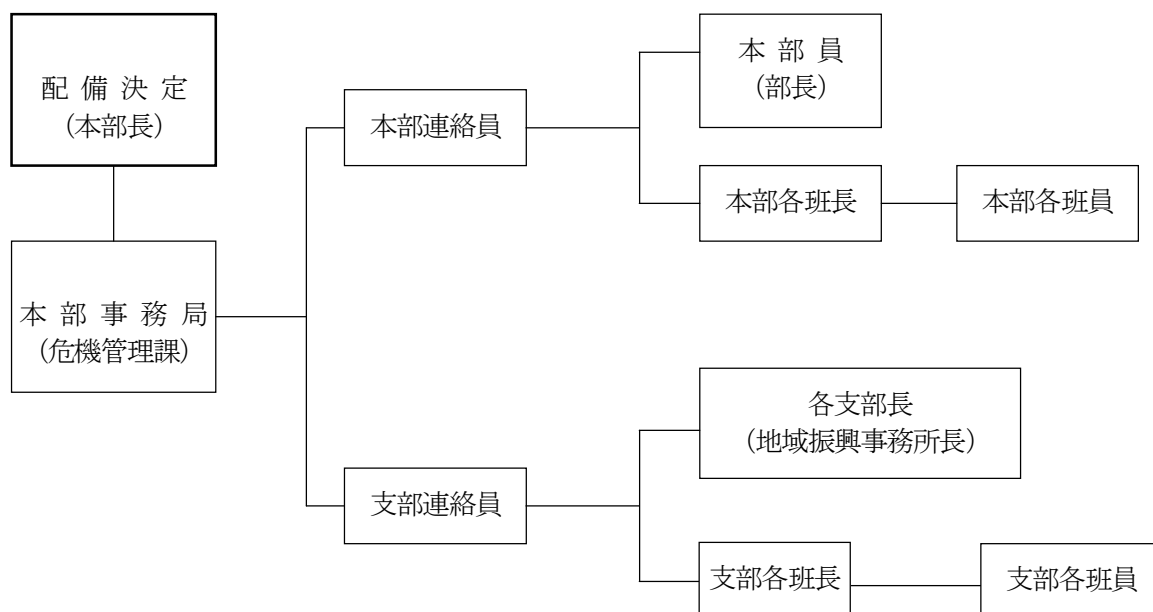 配備決定
（本部長）
本部事務局
（危機管理課）
本部連絡員
本部員
（部長）
本部各班長
本部各班員
支部連絡員
各支部長
（地域振興事務所長）
支部各班長
支部各班員